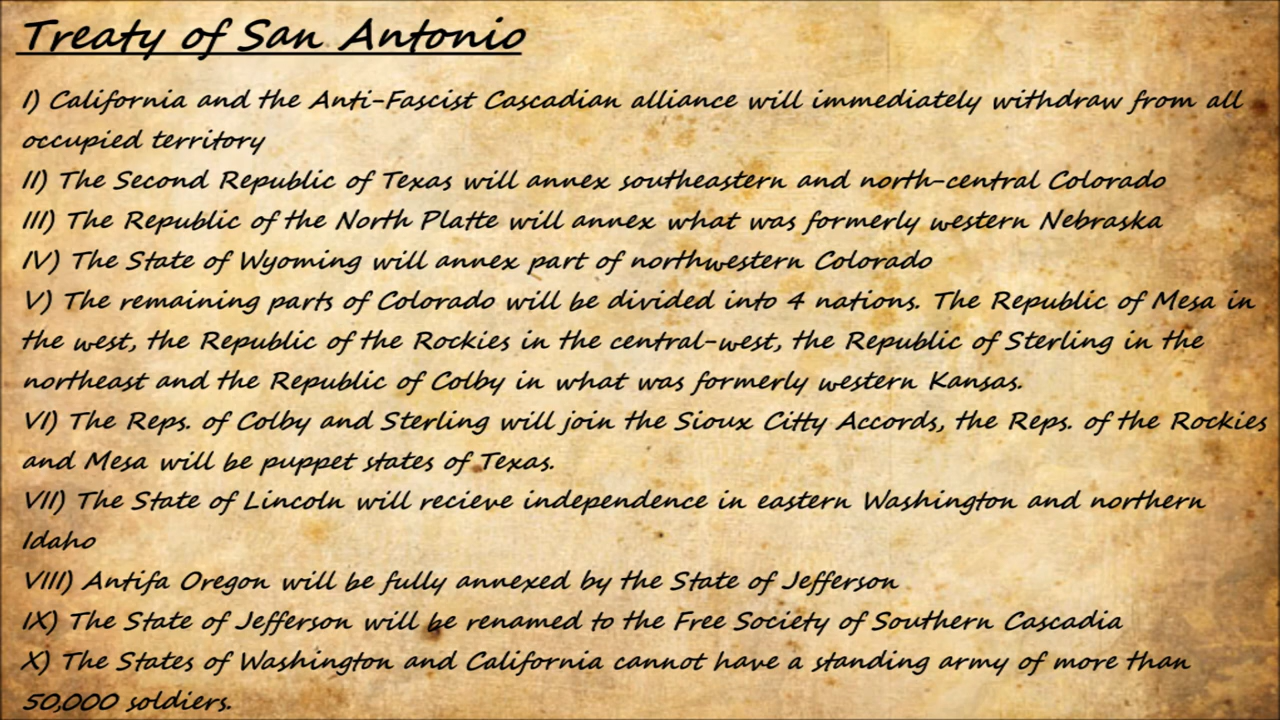 Treaty of San Antonio
I) California and the Anti-Fascist Cascadian alliance will immediately withdraw from all
occupied territory
II) The Second Republic of Texas will annex southeastern and north-central Colorado
III) The Republic of the North Platte will annex what was formerly western Nebraska
IV) The State of Wyoming will annex part of northwestern Colorado
V) The remaining parts of Colorado will be divided into 4 nations. The Republic of Mesa in
the west, the Republic of the Rockies in the central-west, the Republic of Sterling in the
northeast and the Republic of Colby in what was formerly western Kansas.
VI) The Reps. of Colby and Sterling will join the Sioux Citty Accords, the Reps. of the Rockies
and Mesa will be puppet states of Texas.
VII) The State of Lincoln will recieve independence in eastern Washington and northern
Idaho
VIII) Antifa Oregon will be fully annexed by the State of Jefferson
IX) The State of Jefferson will be renamed to the Free Society of Southern Cascadia
X) The States of Washington and California cannot have a standing army of more than
50,000 soldiers.